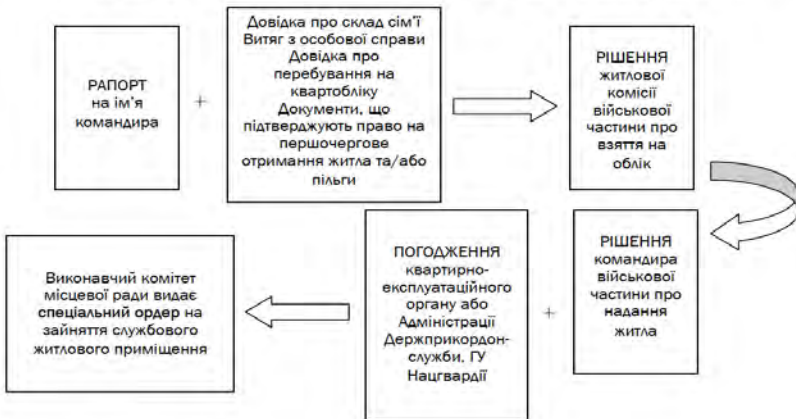 РАПОРТ
на ім’я
командира
+
Довідка про склад сім’ї
Витяг з особової справи
Довідка про
перебування на
квартобліку
Документи, що
підтверджують право на
першочергове
отримання житла та/або
пільги
РІШЕННЯ
житлової
комісії
військової
частини про
взяття на
облік
РІШЕННЯ
командира
військової
частини про
надання
житла
+
ПОГОДЖЕННЯ
квартирно-
експлуатаційного
органу або
Адміністрації
Держприкордон-
служби, ГУ
Нацгвардії
Виконавчий комітет
місцевої ради видає
спеціальний ордер на
зайняття службового
житлового приміщення